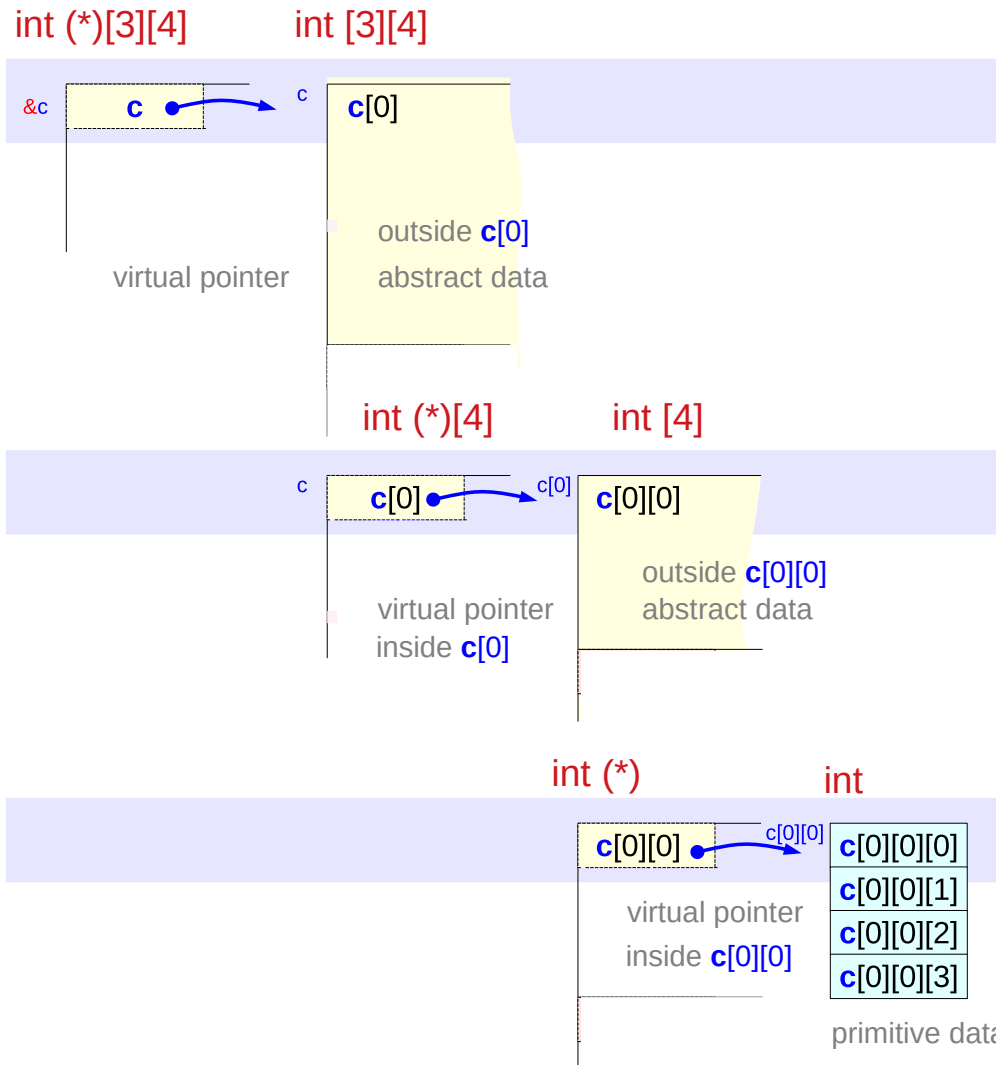 int (*)[3][4] int [3][4]
&c c c c[0]
outside c[0]
virtual pointer abstract data
int (*)[4] int [4]
c c[0] c[0] c[0][0]
outside c[0][0]
virtual pointer abstract data
inside c[0]
int (*) int
c[0][0] c[0][0] c[0][0][0]
c[0][0][1]
virtual pointer
c[0][0][2]
inside c[0][0]
c[0][0][3]
primitive data